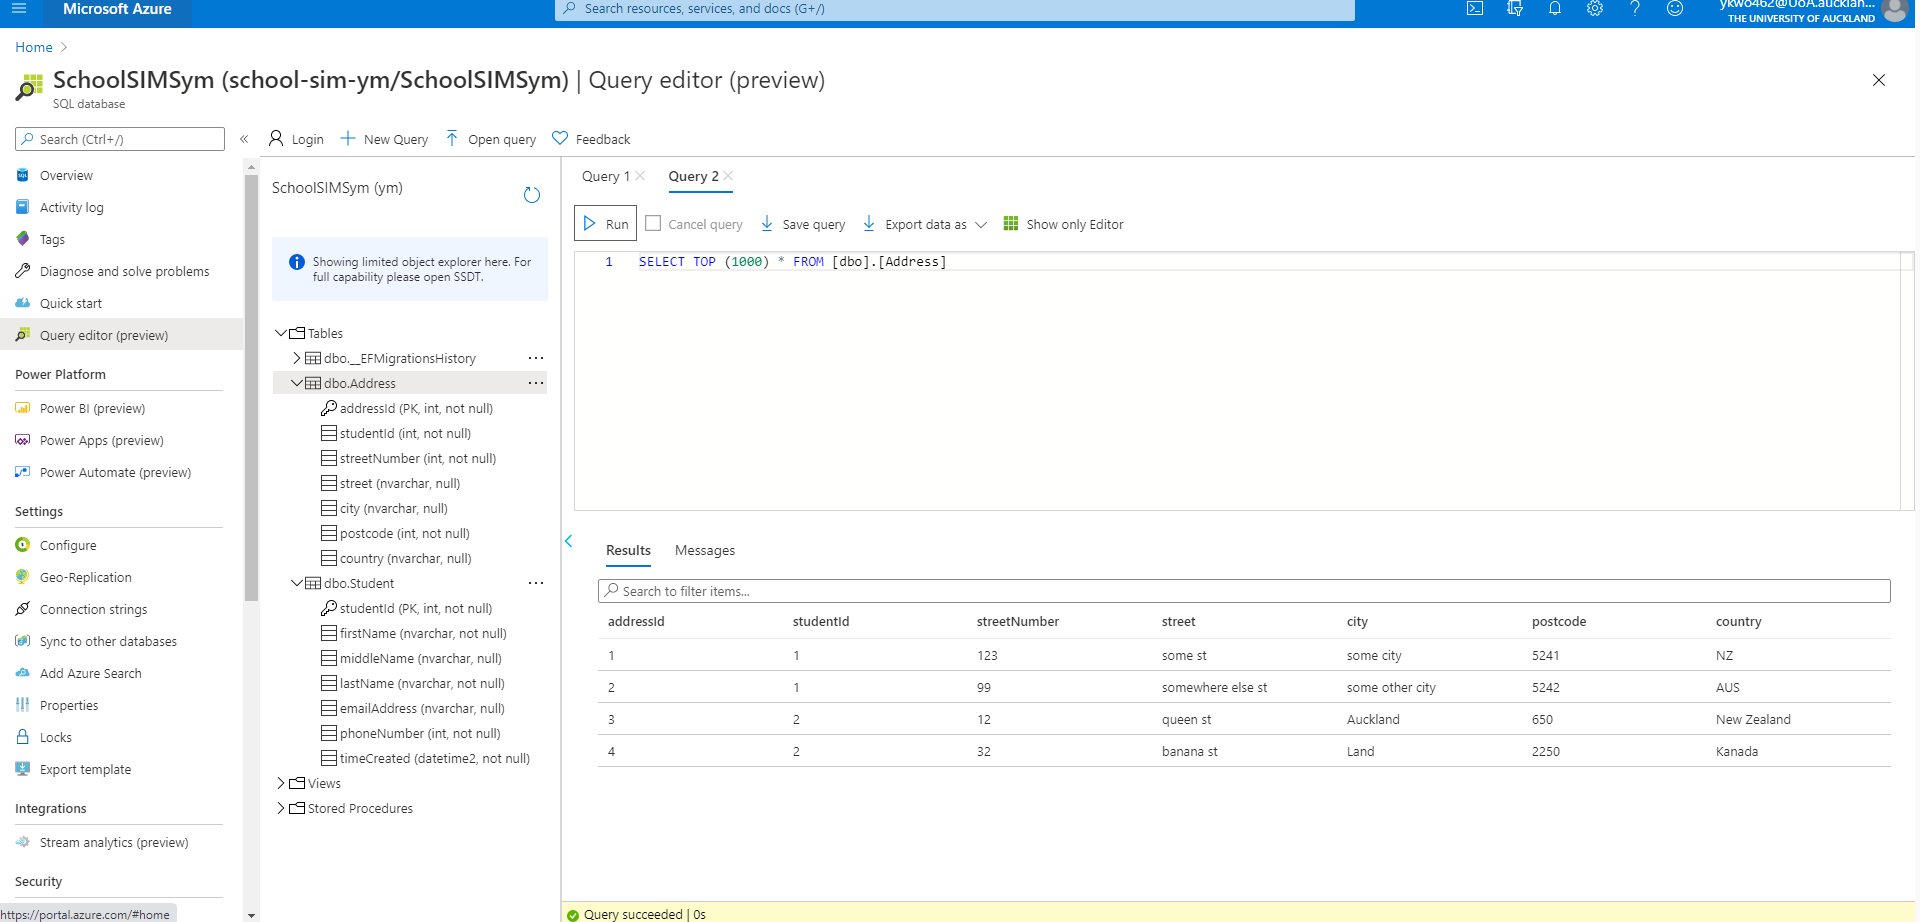 Microsoft Azure
Search resources, services, and docs (G+/)
ykwo462@UoA.aucklan...
THE UNIVERSITY OF AUCKLAND
Home
SchoolSIMSym (school-sim-ym/SchoolSIMSym) | Query editor (preview)
SQL database
Search (Ctrl+/)
«
Login
New Query
Open query
Feedback
Overview
Activity log
Tags
Diagnose and solve problems
Quick start
Query editor (preview)
Power Platform
Power BI (preview)
Power Apps (preview)
Power Automate (preview)
Settings
Configure
Geo-Replication
Connection strings
Sync to other databases
Add Azure Search
Properties
Locks
Export template
Integrations
Stream analytics (preview)
Security
https://portal.azure.com/#home
SchoolSIMSym (ym)
Showing limited object explorer here. For
full capability please open SSDT.
Tables
dbo.__EFMigrationsHistory ...
dbo.Address ...
addressId (PK, int, not null)
studentId (int, not null)
streetNumber (int, not null)
street (nvarchar, null)
city (nvarchar, null)
postcode (int, not null)
country (nvarchar, null)
dbo.Student ...
studentId (PK, int, not null)
firstName (nvarchar, not null)
middleName (nvarchar, null)
lastName (nvarchar, not null)
emailAddress (nvarchar, null)
phoneNumber (int, not null)
timeCreated (datetime2, not null)
Views
Stored Procedures
Query 1
Query 2
Run
Cancel query
Save query
Export data as
Show only Editor
1 SELECT TOP (1000) * FROM [dbo].[Address]
Results
Messages
Search to filter items...
addressId studentId streetNumber street city postcode country
1 1 123 some st some city 5241 NZ
2 1 99 somewhere else st some other city 5242 AUS
3 2 12 queen st Auckland 650 New Zealand
4 2 32 banana st Land 2250 Kanada
Query succeeded | 0s